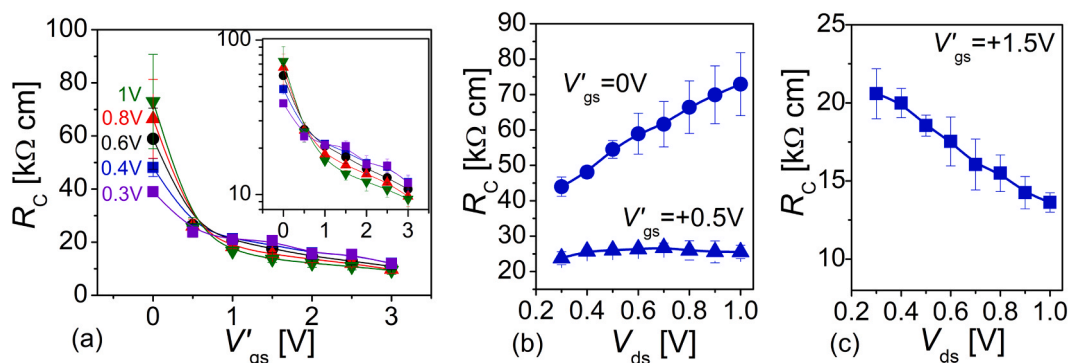 100
80
60
40
20
0
R_C [kΩ cm]
1V
0.8V
0.6V
0.4V
0.3V
100
10
0 1 2 3
0 1 2 3
(a)
V'_gs [V]
90
80
70
60
50
40
30
20
R_C [kΩ cm]
V'_gs=0V
V'_gs=+0.5V
0.2 0.4 0.6 0.8 1.0
(b)
V_ds [V]
25
20
15
10
R_C [kΩ cm]
V'_gs=+1.5V
0.2 0.4 0.6 0.8 1.0
(c)
V_ds [V]